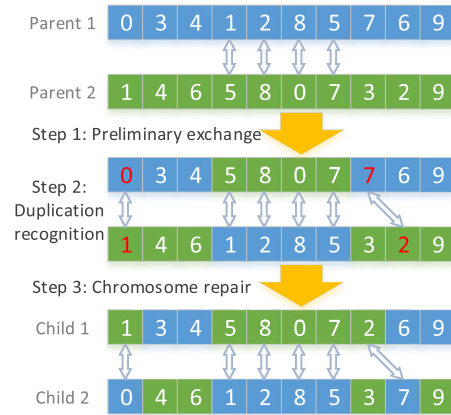 Parent 1 0 3 4 1 2 8 5 7 6 9
Parent 2 1 4 6 5 8 0 7 3 2 9
Step 1: Preliminary exchange
0 3 4 5 8 0 7 7 6 9
Step 2:
Duplication
recognition
1 4 6 1 2 8 5 3 2 9
Step 3: Chromosome repair
Child 1 1 3 4 5 8 0 7 2 6 9
Child 2 0 4 6 1 2 8 5 3 7 9